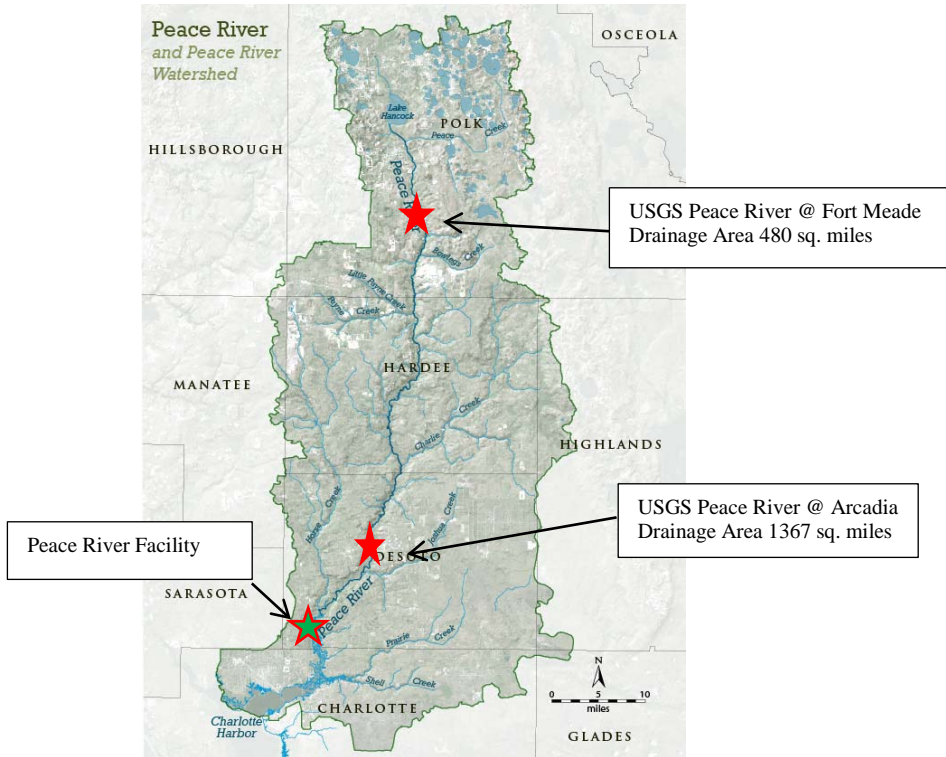 Peace River
and Peace River
Watershed
OSCEOLA
Lake
Hancock
POLK
Peace Creek
HILLSBOROUGH
Peace River
USGS Peace River @ Fort Meade
Drainage Area 480 sq. miles
Bowlegs Creek
Little Payne Creek
Payne Creek
HARDEE
MANATEE
Charlie Creek
HIGHLANDS
USGS Peace River @ Arcadia
Drainage Area 1367 sq. miles
Horse Creek
Joshua Creek
Peace River Facility
DESOTO
SARASOTA
Peace River
Prairie Creek
Shell Creek
N
0 5 10
miles
CHARLOTTE
Charlotte
Harbor
GLADES